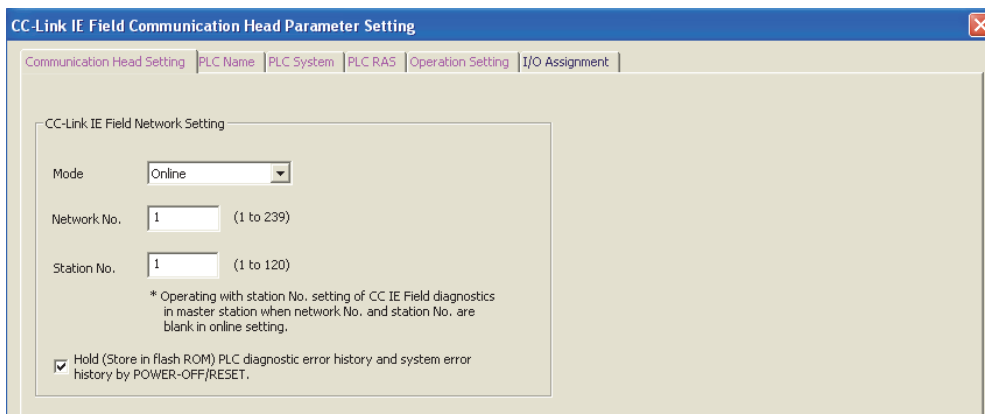 CC-Link IE Field Communication Head Parameter Setting
Communication Head Setting PLC Name PLC System PLC RAS Operation Setting I/O Assignment
CC-Link IE Field Network Setting
Mode Online
Network No. 1 (1 to 239)
Station No. 1 (1 to 120)
* Operating with station No. setting of CC IE Field diagnostics
in master station when network No. and station No. are
blank in online setting.
Hold (Store in flash ROM) PLC diagnostic error history and system error
history by POWER-OFF/RESET.